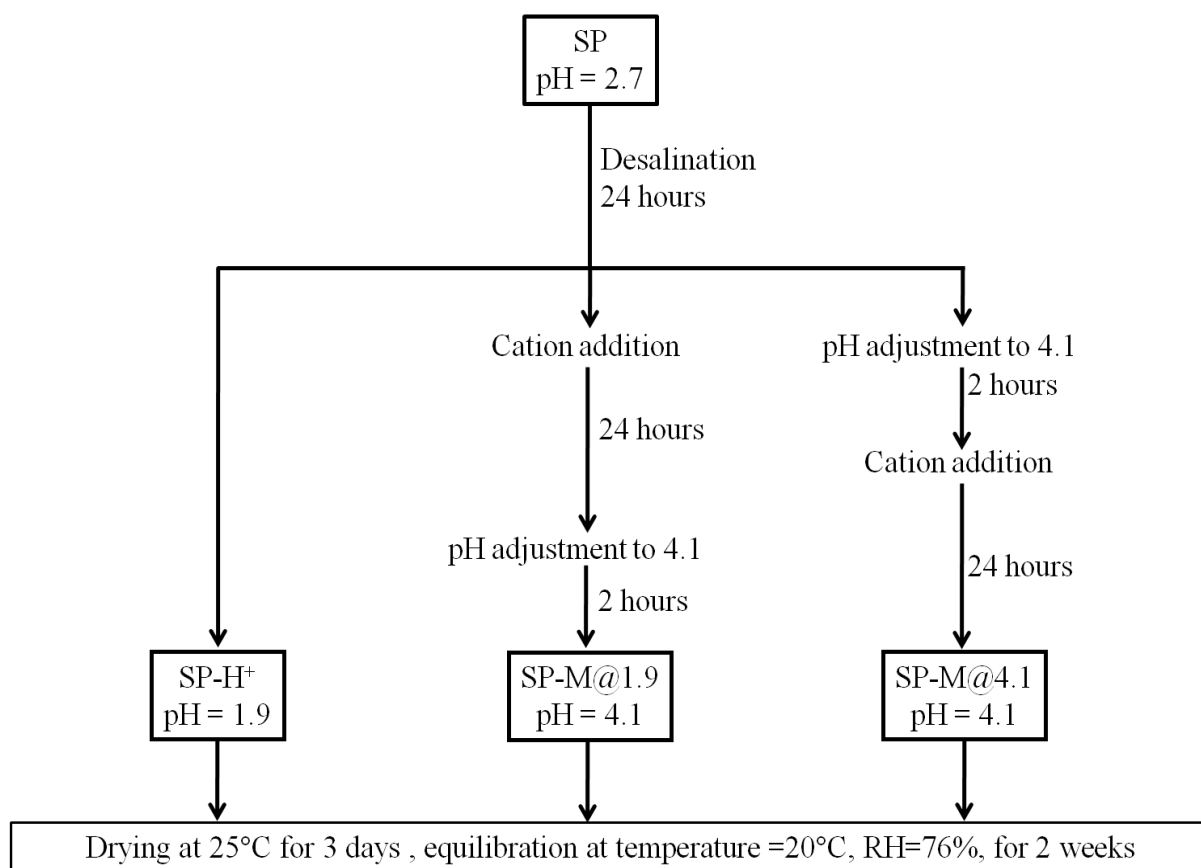 SP
pH = 2.7
Desalination
24 hours
Cation addition
24 hours
pH adjustment to 4.1
2 hours
pH adjustment to 4.1
2 hours
Cation addition
24 hours
SP-H⁺
pH = 1.9
SP-M@1.9
pH = 4.1
SP-M@4.1
pH = 4.1
Drying at 25°C for 3 days , equilibration at temperature =20°C, RH=76%, for 2 weeks